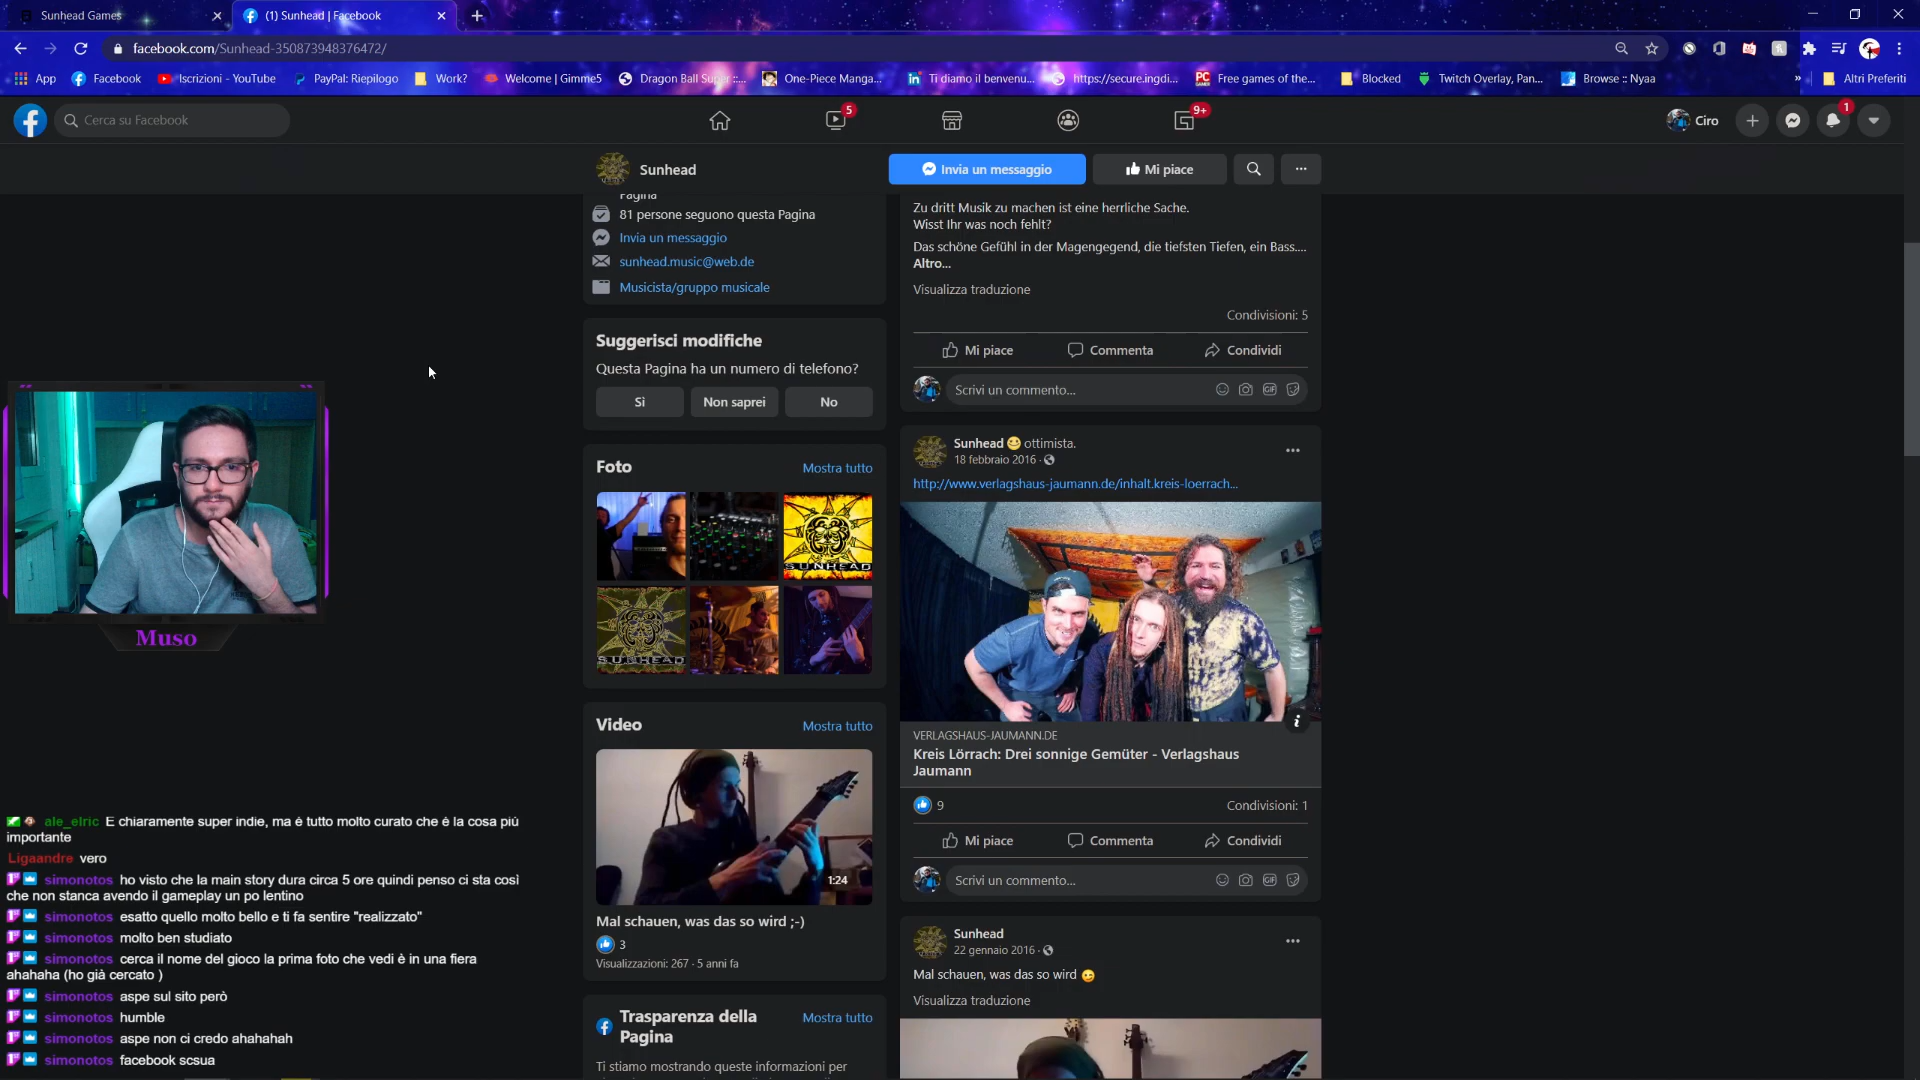 Sunhead Games
(1) Sunhead | Facebook
facebook.com/Sunhead-350873948376472/
App
Facebook
Iscrizioni - YouTube
PayPal: Riepilogo
Work?
Welcome | Gimme5
Dragon Ball Super ::...
One-Piece Manga...
Ti diamo il benvenu...
https://secure.ingdi...
Free games of the...
Blocked
Twitch Overlay, Pan...
Browse :: Nyaa
»
Altri Preferiti
Cerca su Facebook
5
9+
Ciro
1
Sunhead
Invia un messaggio
Mi piace
Pagina
81 persone seguono questa Pagina
Invia un messaggio
sunhead.music@web.de
Musicista/gruppo musicale
Suggerisci modifiche
Questa Pagina ha un numero di telefono?
Sì
Non saprei
No
Foto
Mostra tutto
SUNHEAD
SUNHEAD
Video
Mostra tutto
1:24
Mal schauen, was das so wird ;-)
3
Visualizzazioni: 267 · 5 anni fa
Trasparenza della
Pagina
Mostra tutto
Ti stiamo mostrando queste informazioni per
Zu dritt Musik zu machen ist eine herrliche Sache.
Wisst Ihr was noch fehlt?
Das schöne Gefühl in der Magengegend, die tiefsten Tiefen, ein Bass....
Altro...
Visualizza traduzione
Condivisioni: 5
Mi piace
Commenta
Condividi
Scrivi un commento...
Sunhead 😀 ottimista.
18 febbraio 2016 ·
http://www.verlagshaus-jaumann.de/inhalt.kreis-loerrach...
VERLAGSHAUS-JAUMANN.DE
Kreis Lörrach: Drei sonnige Gemüter - Verlagshaus
Jaumann
9
Condivisioni: 1
Mi piace
Commenta
Condividi
Scrivi un commento...
Sunhead
22 gennaio 2016 ·
Mal schauen, was das so wird 😉
Visualizza traduzione
Muso
ale_elric È chiaramente super indie, ma è tutto molto curato che è la cosa più
importante
Ligaandre vero
simonotos ho visto che la main story dura circa 5 ore quindi penso ci sta così
che non stanca avendo il gameplay un po lentino
simonotos esatto quello molto bello e ti fa sentire "realizzato"
simonotos molto ben studiato
simonotos cerca il nome del gioco la prima foto che vedi è in una fiera
ahahaha (ho già cercato )
simonotos aspe sul sito però
simonotos humble
simonotos aspe non ci credo ahahahah
simonotos facebook scsua